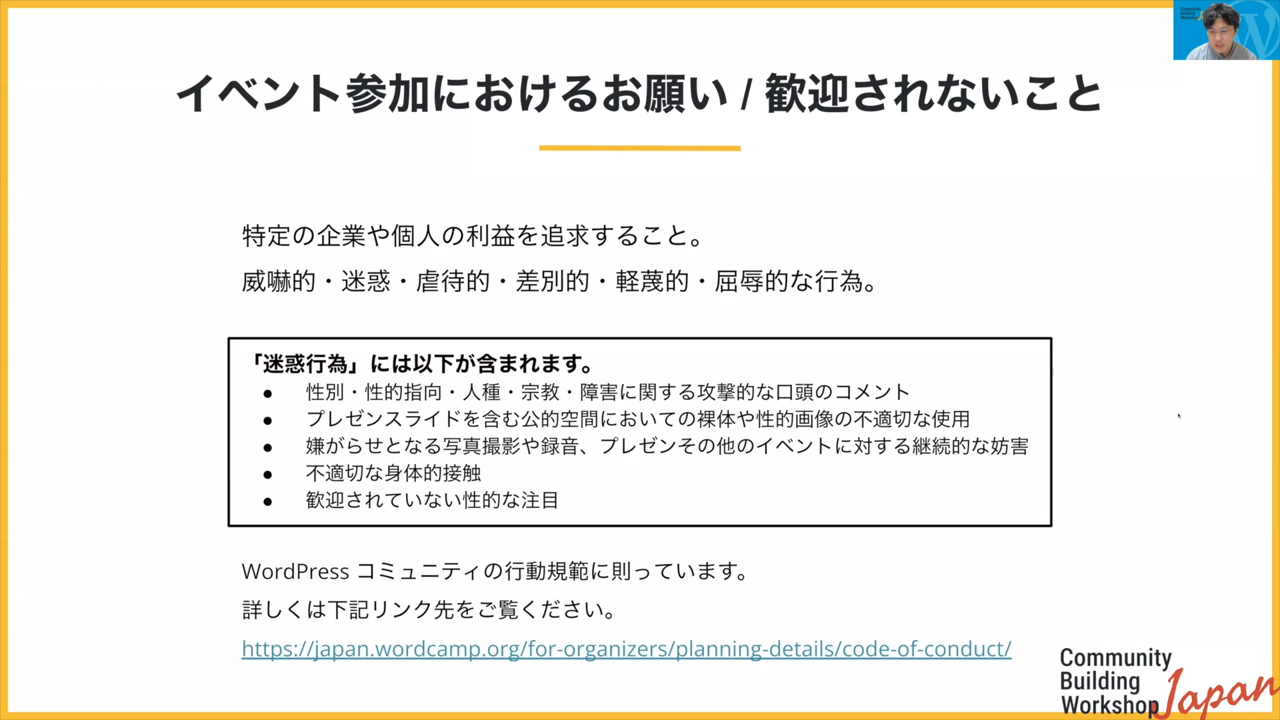 イベント参加におけるお願い / 歓迎されないこと
特定の企業や個人の利益を追求すること。
威嚇的・迷惑・虐待的・差別的・軽蔑的・屈辱的な行為。
「迷惑行為」には以下が含まれます。
● 性別・性的指向・人種・宗教・障害に関する攻撃的な口頭のコメント
● プレゼンスライドを含む公的空間においての裸体や性的画像の不適切な使用
● 嫌がらせとなる写真撮影や録音、プレゼンその他のイベントに対する継続的な妨害
● 不適切な身体的接触
● 歓迎されていない性的な注目
WordPress コミュニティの行動規範に則っています。
詳しくは下記リンク先をご覧ください。
https://japan.wordcamp.org/for-organizers/planning-details/code-of-conduct/
Community
Building
Workshop Japan